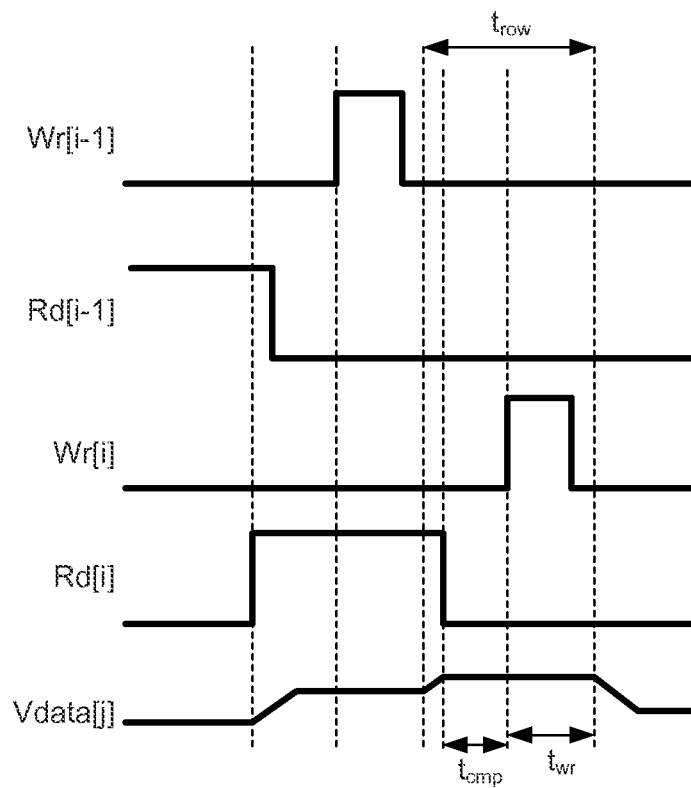 t_row
Wr[i-1]
Rd[i-1]
Wr[i]
Rd[i]
Vdata[j]
t_cmp
t_wr